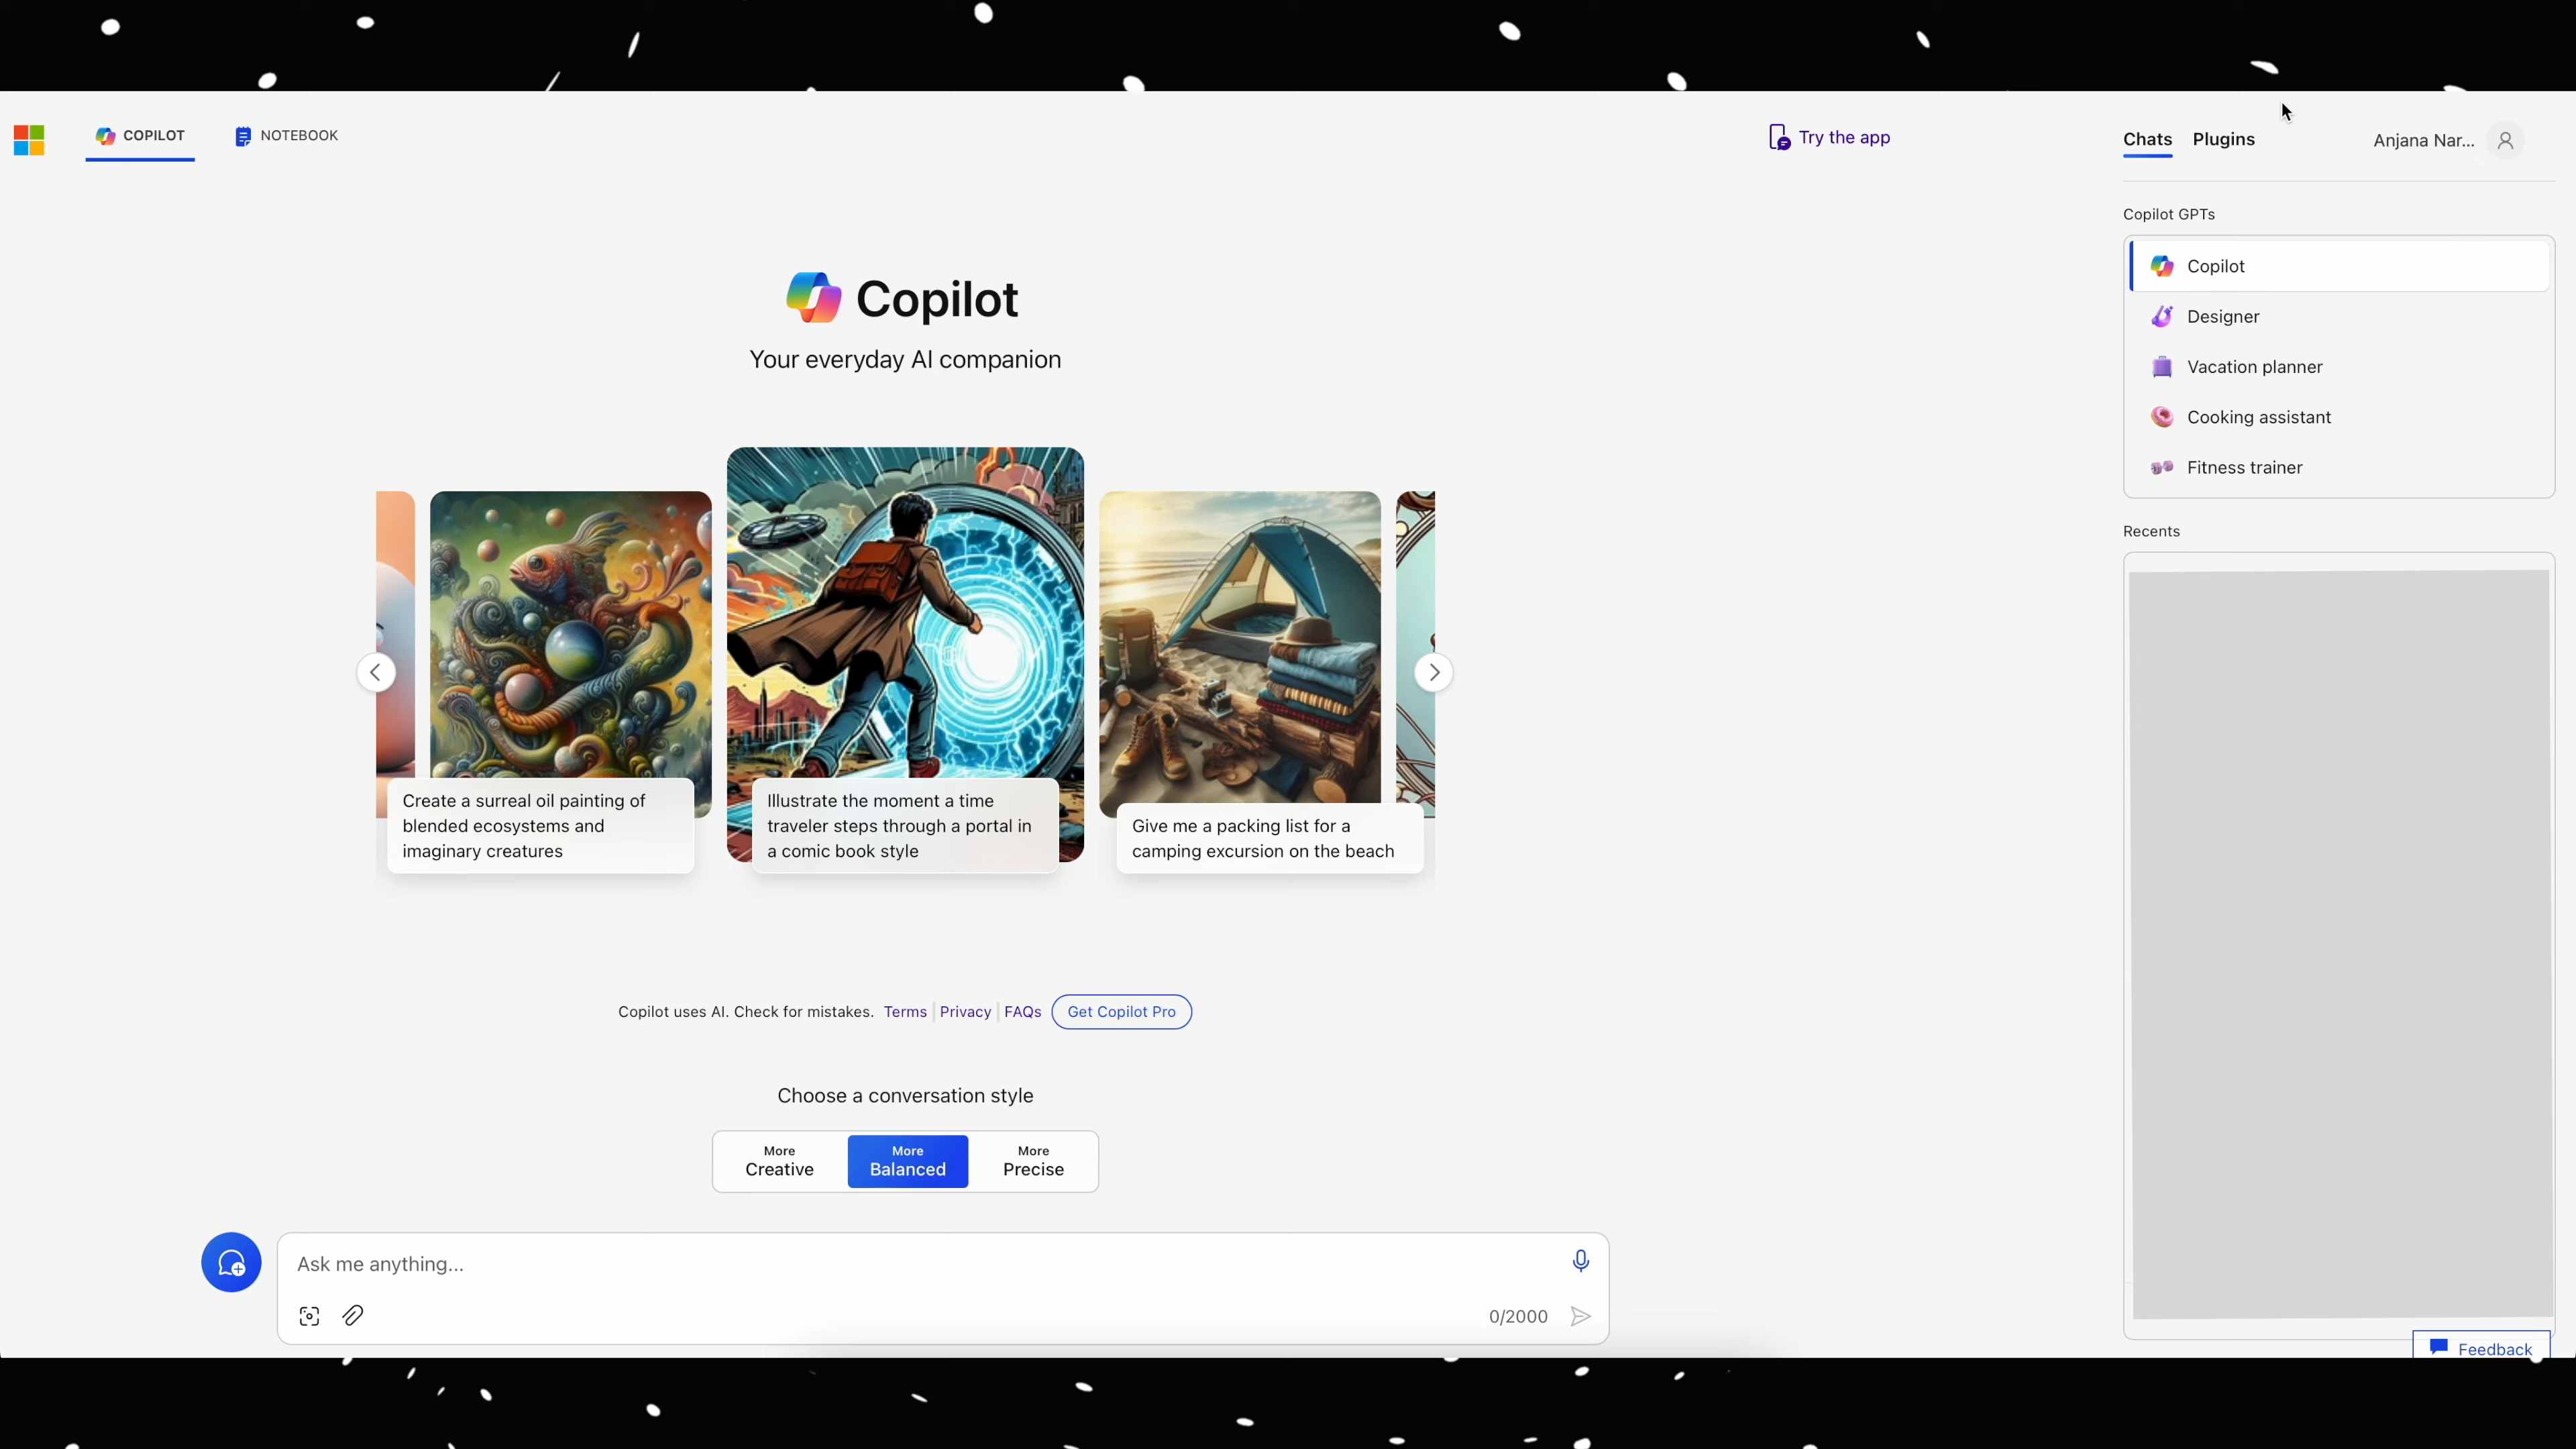 COPILOT
NOTEBOOK
Try the app
Chats
Plugins
Anjana Nar...
Copilot GPTs
Copilot
Designer
Vacation planner
Cooking assistant
Fitness trainer
Recents
Copilot
Your everyday AI companion
Create a surreal oil painting of
blended ecosystems and
imaginary creatures
Illustrate the moment a time
traveler steps through a portal in
a comic book style
Give me a packing list for a
camping excursion on the beach
Copilot uses AI. Check for mistakes. Terms Privacy FAQs Get Copilot Pro
Choose a conversation style
More
Creative
More
Balanced
More
Precise
Ask me anything...
0/2000
Feedback